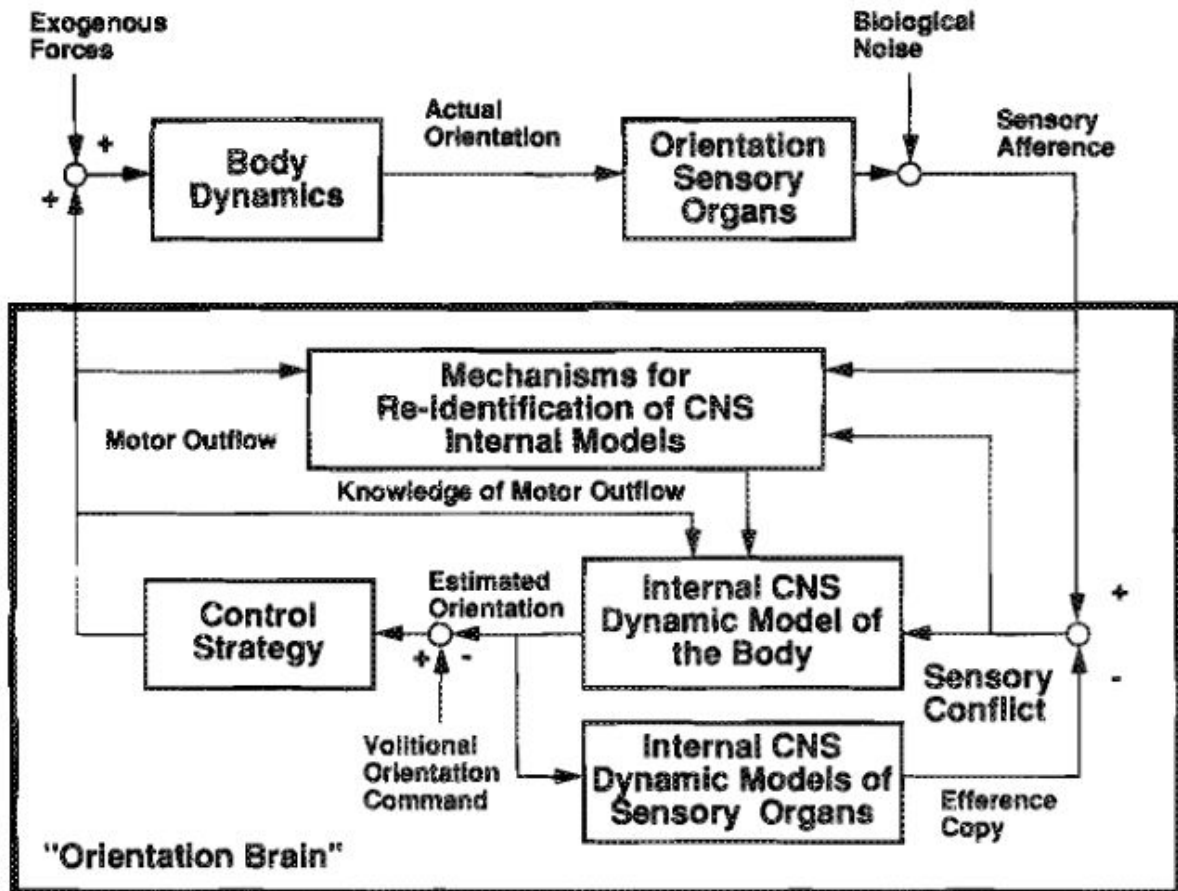 Exogenous
Forces
Biological
Noise
+
+
Body
Dynamics
Actual
Orientation
Orientation
Sensory
Organs
Sensory
Afference
Mechanisms for
Re-identification of CNS
Internal Models
Motor Outflow
Knowledge of Motor Outflow
Control
Strategy
Estimated
Orientation
+ -
Internal CNS
Dynamic Model of
the Body
+
-
Sensory
Conflict
Volitional
Orientation
Command
Internal CNS
Dynamic Models of
Sensory Organs
Efference
Copy
"Orientation Brain"